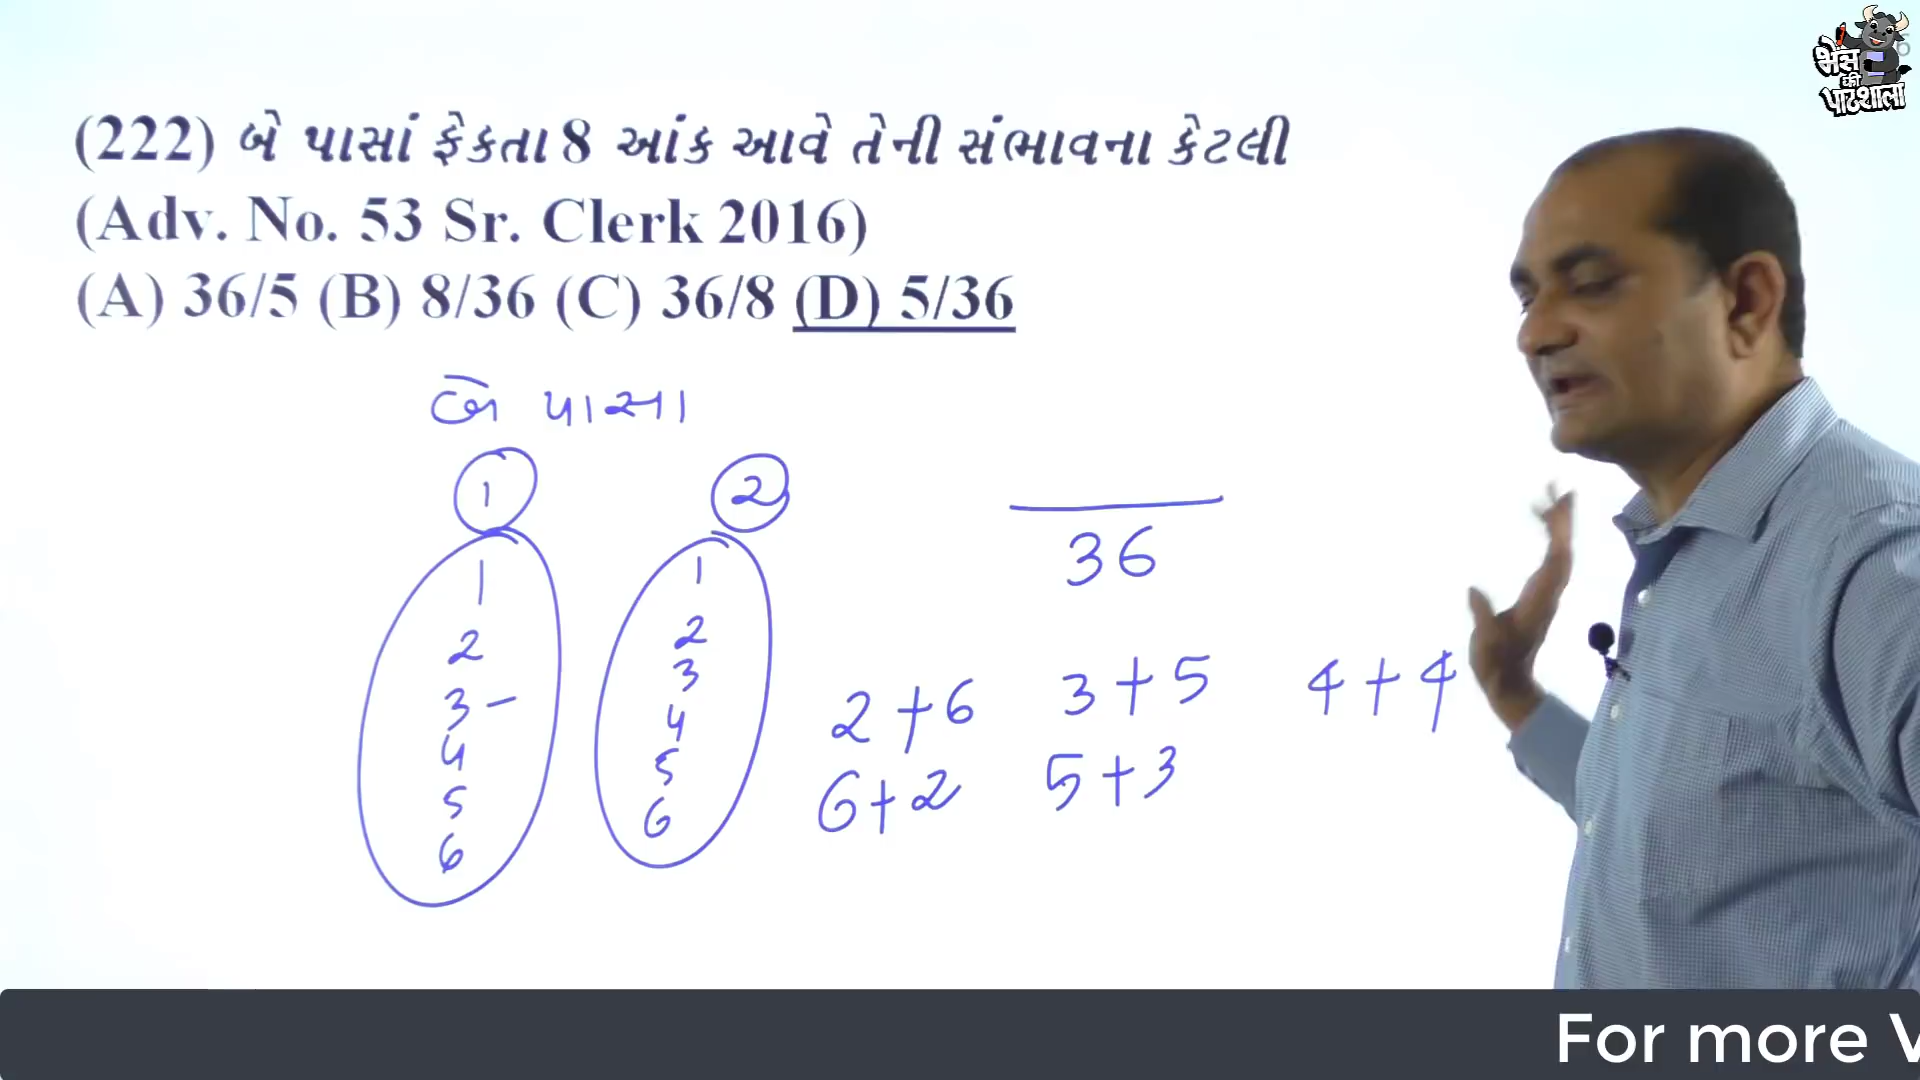 भेंस की पाठशाला
(222) બે પાસાં ફેકતા 8 આંક આવે તેની સંભાવના કેટલી
(Adv. No. 53 Sr. Clerk 2016)
(A) 36/5 (B) 8/36 (C) 36/8 (D) 5/36
બે પાસા
1 2
36
1 1
2 2
3 – 3
4 4
5 5
6 6
2+6 3+5 4+4
6+2 5+3
For more V